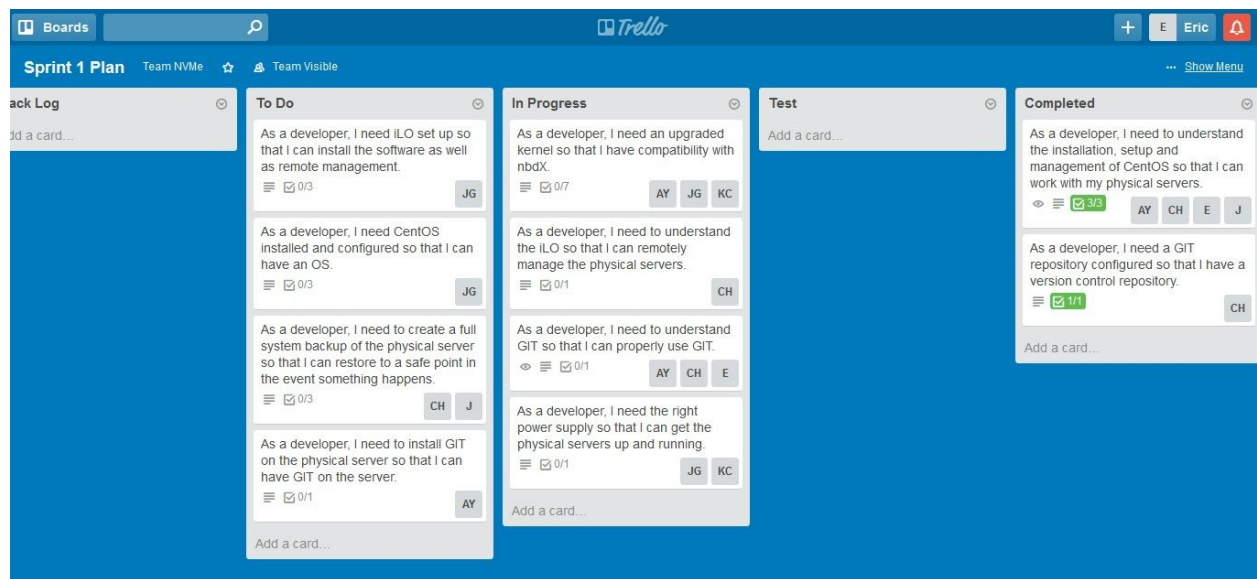 Boards
Trello
+
E Eric
Sprint 1 Plan
Team NVMe
Team Visible
... Show Menu
ack Log
dd a card...
To Do
As a developer, I need iLO set up so
that I can install the software as well
as remote management.
0/3
JG
As a developer, I need CentOS
installed and configured so that I can
have an OS.
0/3
JG
As a developer, I need to create a full
system backup of the physical server
so that I can restore to a safe point in
the event something happens.
0/3
CH J
As a developer, I need to install GIT
on the physical server so that I can
have GIT on the server.
0/1
AY
Add a card...
In Progress
As a developer, I need an upgraded
kernel so that I have compatibility with
nbdX.
0/7
AY JG KC
As a developer, I need to understand
the iLO so that I can remotely
manage the physical servers.
0/1
CH
As a developer, I need to understand
GIT so that I can properly use GIT.
0/1
AY CH E
As a developer, I need the right
power supply so that I can get the
physical servers up and running.
0/1
JG KC
Add a card...
Test
Add a card...
Completed
As a developer, I need to understand
the installation, setup and
management of CentOS so that I can
work with my physical servers.
3/3
AY CH E J
As a developer, I need a GIT
repository configured so that I have a
version control repository.
1/1
CH
Add a card...